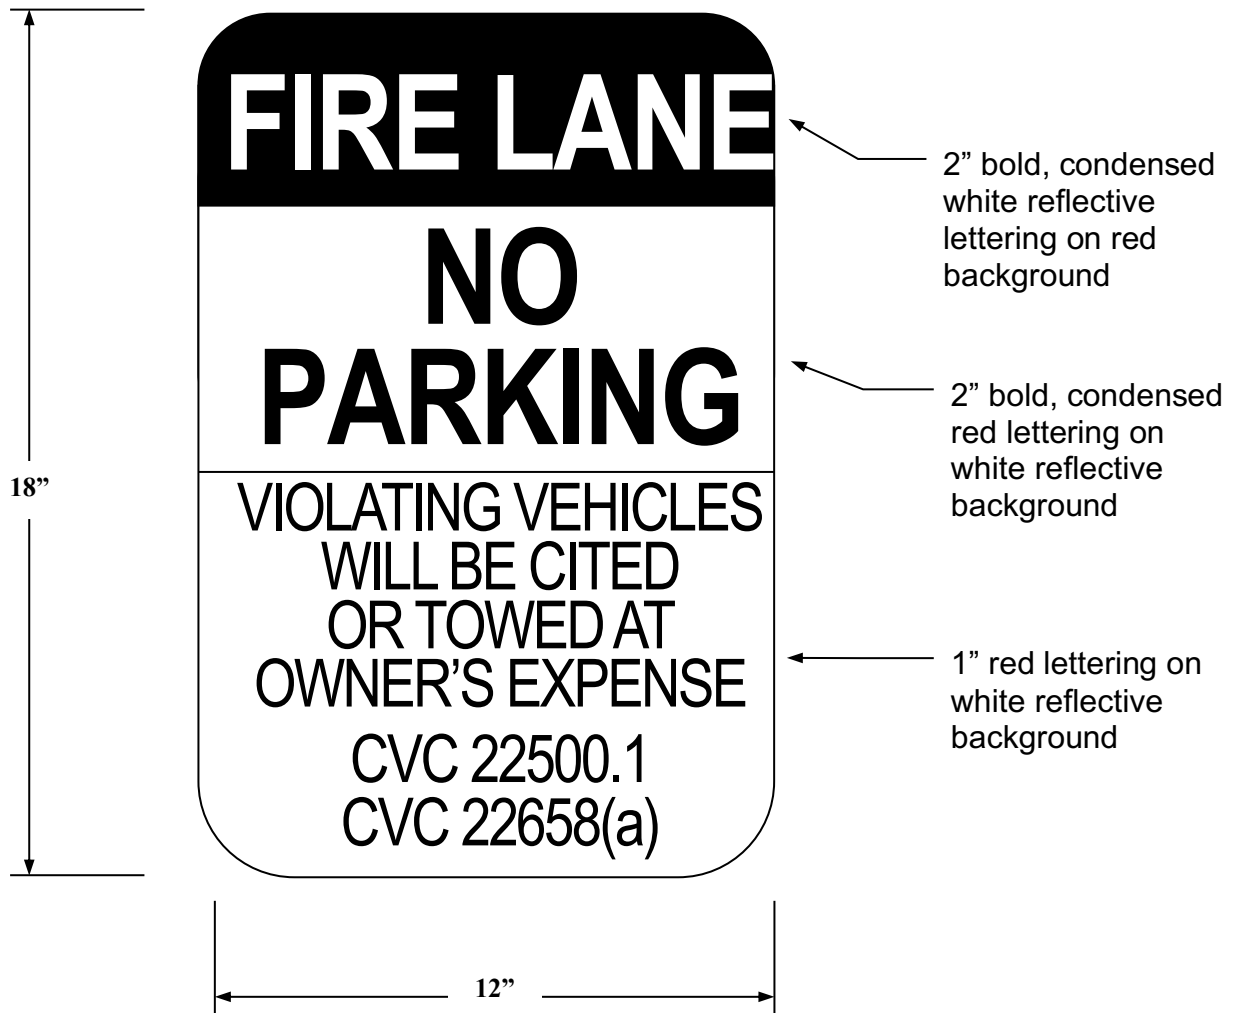 FIRE LANE
NO
PARKING
VIOLATING VEHICLES
WILL BE CITED
OR TOWED AT
OWNER’S EXPENSE
CVC 22500.1
CVC 22658(a)
2” bold, condensed
white reflective
lettering on red
background
2” bold, condensed
red lettering on
white reflective
background
1” red lettering on
white reflective
background
18”
12”